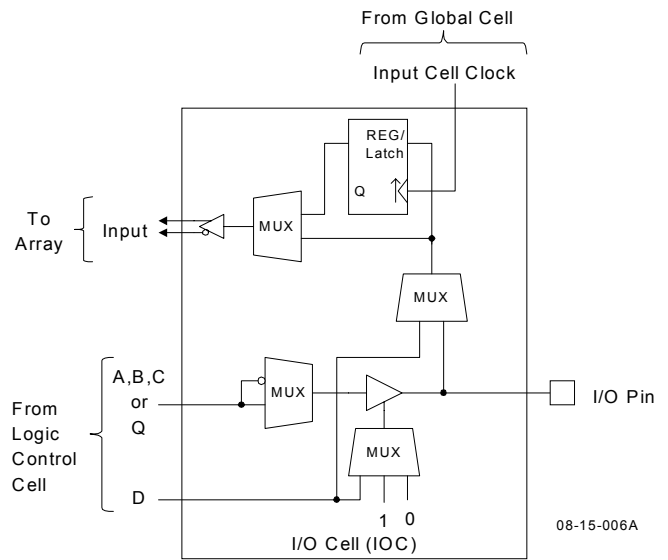 From Global Cell
Input Cell Clock
REG/
Latch
Q
To
Array
Input
MUX
MUX
A,B,C
or
Q
MUX
I/O Pin
From
Logic
Control
Cell
MUX
D
1 0
I/O Cell (IOC)
08-15-006A